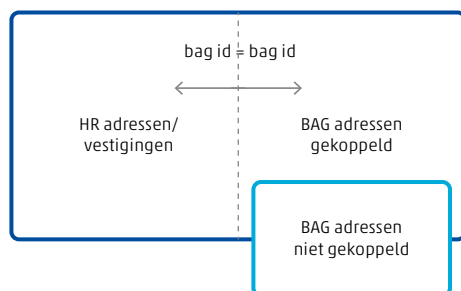 bag id = bag id
HR adressen/
vestigingen
BAG adressen
gekoppeld
BAG adressen
niet gekoppeld